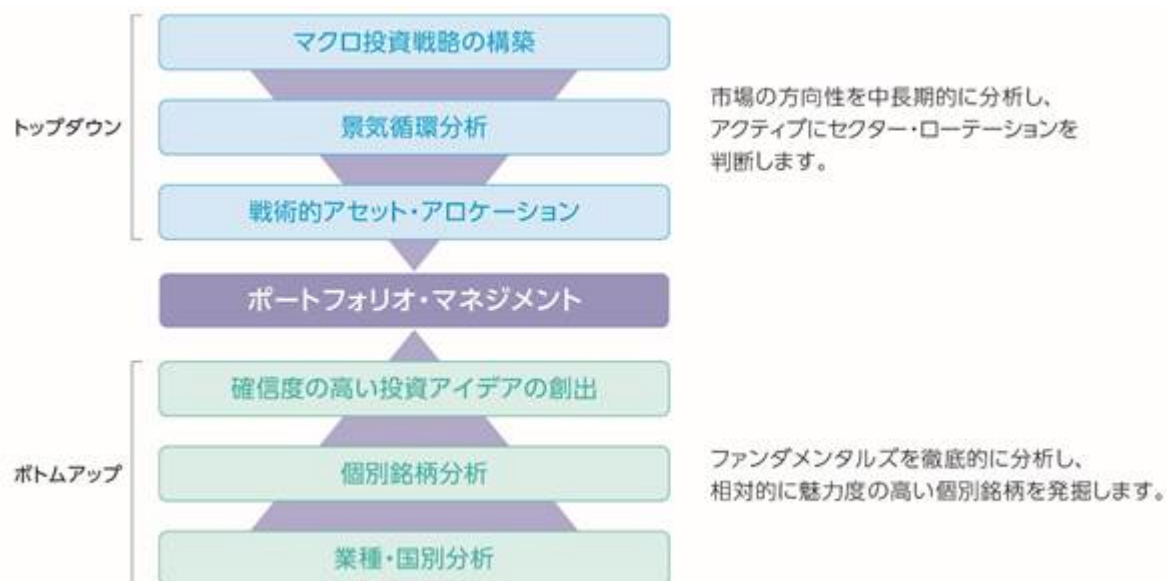 マクロ投資戦略の構築
トップダウン
景気循環分析
戦術的アセット・アロケーション
市場の方向性を中長期的に分析し、
アクティブにセクター・ローテーションを
判断します。
ポートフォリオ・マネジメント
確信度の高い投資アイデアの創出
ボトムアップ
個別銘柄分析
業種・国別分析
ファンダメンタルズを徹底的に分析し、
相対的に魅力度の高い個別銘柄を発掘します。